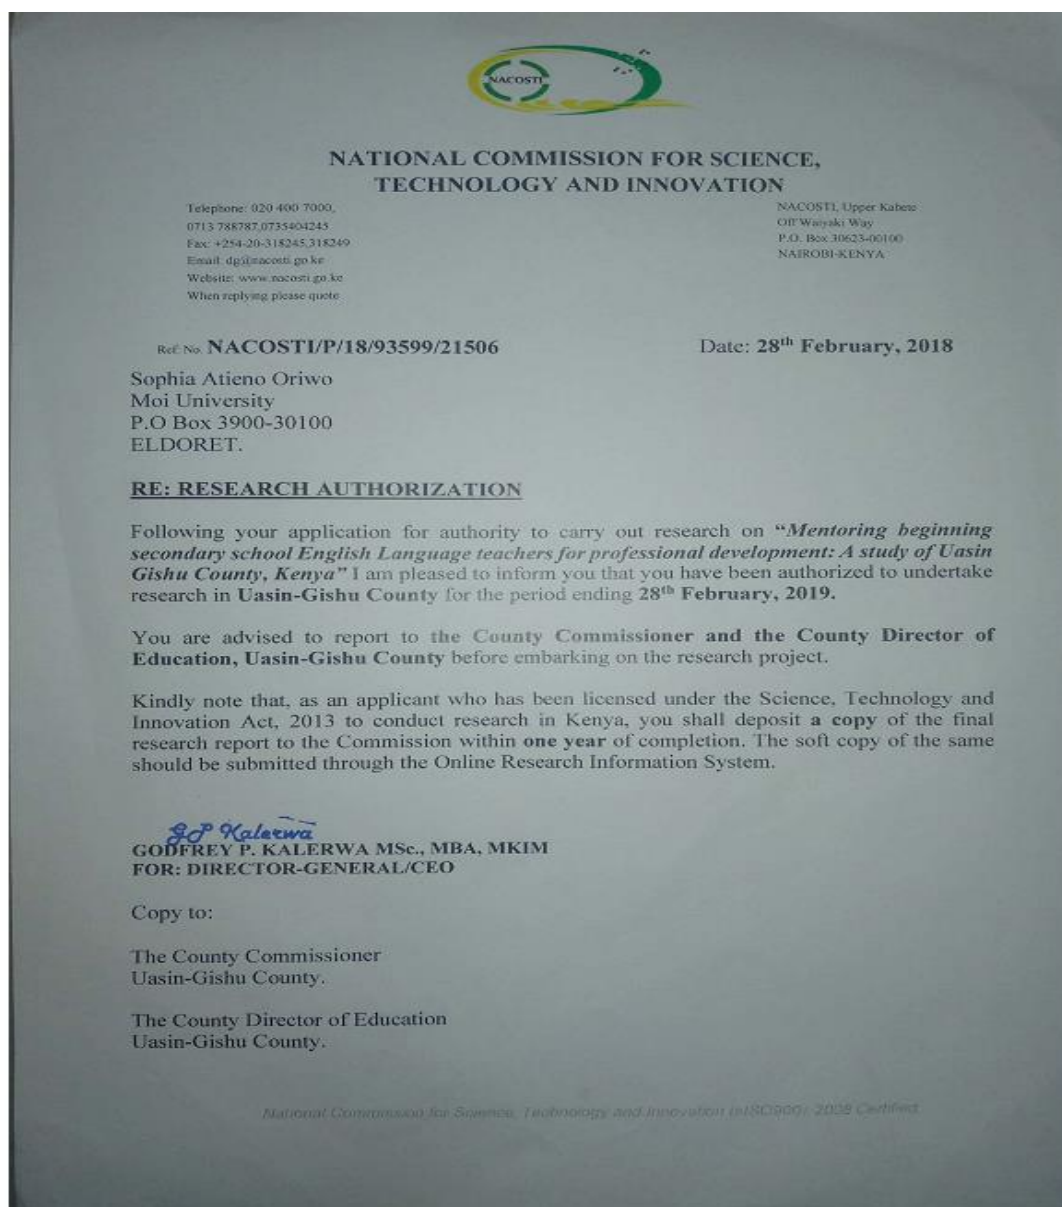 NACOSTI
NATIONAL COMMISSION FOR SCIENCE,
TECHNOLOGY AND INNOVATION
Telephone: 020 400 7000,
0713 788787,0735404245
Fax: +254-20-318245,318249
Email: dg@nacosti.go.ke
Website: www.nacosti.go.ke
When replying please quote
NACOSTI, Upper Kabete
Off Waiyaki Way
P.O. Box 30623-00100
NAIROBI-KENYA
Ref: No. NACOSTI/P/18/93599/21506
Date: 28th February, 2018
Sophia Atieno Oriwo
Moi University
P.O Box 3900-30100
ELDORET.
RE: RESEARCH AUTHORIZATION
Following your application for authority to carry out research on “Mentoring beginning
secondary school English Language teachers for professional development: A study of Uasin
Gishu County, Kenya” I am pleased to inform you that you have been authorized to undertake
research in Uasin-Gishu County for the period ending 28th February, 2019.
You are advised to report to the County Commissioner and the County Director of
Education, Uasin-Gishu County before embarking on the research project.
Kindly note that, as an applicant who has been licensed under the Science, Technology and
Innovation Act, 2013 to conduct research in Kenya, you shall deposit a copy of the final
research report to the Commission within one year of completion. The soft copy of the same
should be submitted through the Online Research Information System.
GP Kalerwa
GODFREY P. KALERWA MSc., MBA, MKIM
FOR: DIRECTOR-GENERAL/CEO
Copy to:
The County Commissioner
Uasin-Gishu County.
The County Director of Education
Uasin-Gishu County.
National Commission for Science, Technology and Innovation 2008 Certified